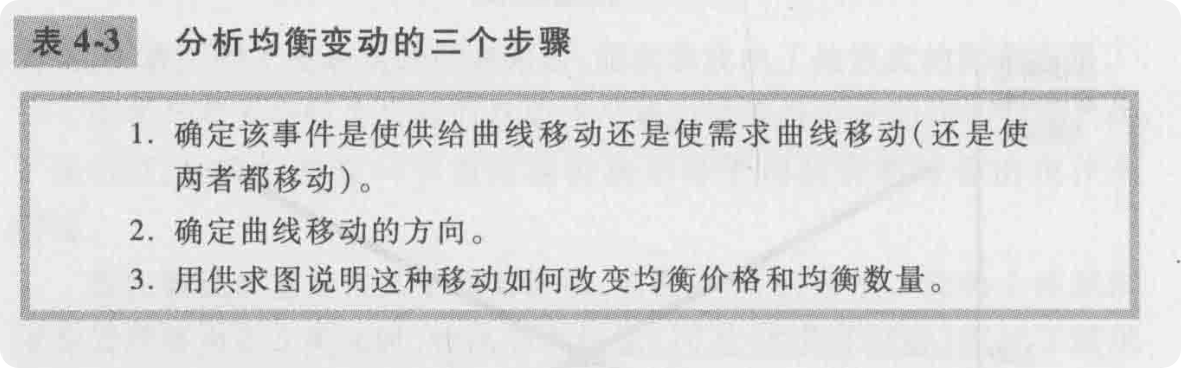 表 4-3 分析均衡变动的三个步骤
1. 确定该事件是使供给曲线移动还是使需求曲线移动(还是使
两者都移动)。
2. 确定曲线移动的方向。
3. 用供求图说明这种移动如何改变均衡价格和均衡数量。